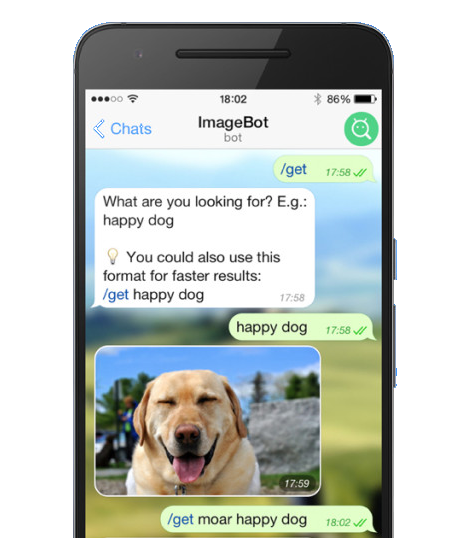 18:02
86%
Chats
ImageBot
bot
/get 17:58
What are you looking for? E.g.:
happy dog
You could also use this
format for faster results:
/get happy dog
17:58
happy dog 17:58
17:59
/get moar happy dog 18:02